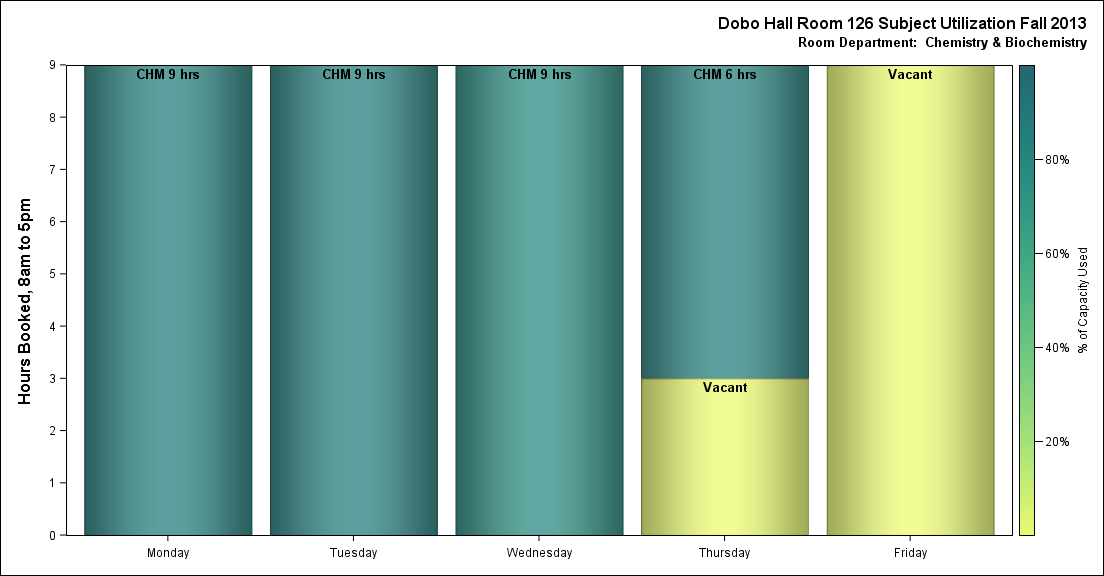 Dobo Hall Room 126 Subject Utilization Fall 2013
Room Department:  Chemistry & Biochemistry
Hours Booked, 8am to 5pm
9
8
7
6
5
4
3
2
1
0
CHM 9 hrs
CHM 9 hrs
CHM 9 hrs
CHM 6 hrs
Vacant
Vacant
Monday
Tuesday
Wednesday
Thursday
Friday
80%
60%
40%
20%
% of Capacity Used